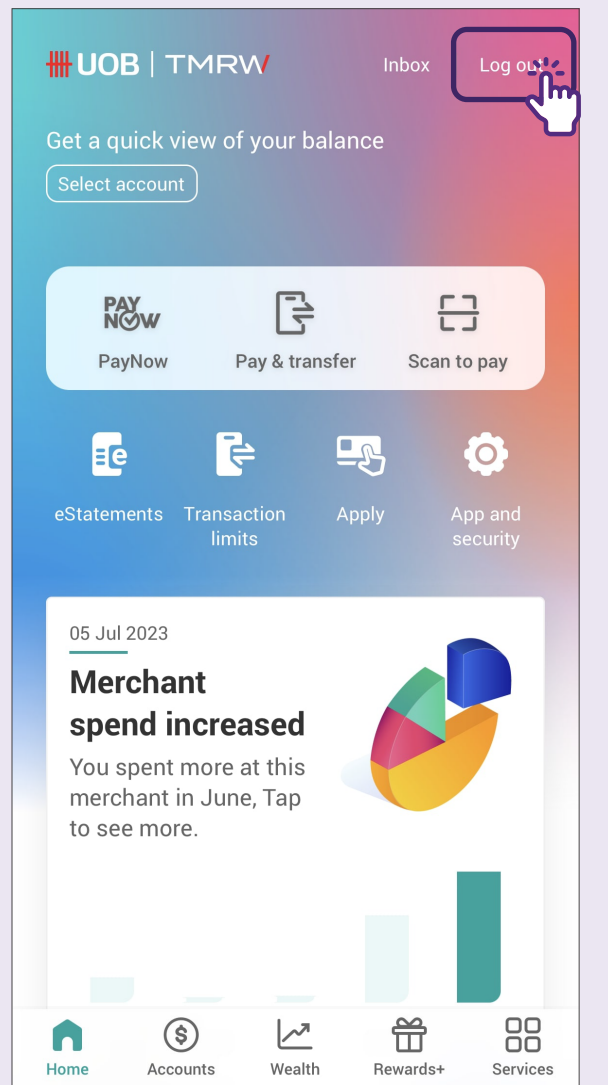 UOB | TMRW
Inbox
Log out
Get a quick view of your balance
Select account
PAY
NOW
PayNow
Pay & transfer
Scan to pay
eStatements
Transaction
limits
Apply
App and
security
05 Jul 2023
Merchant
spend increased
You spent more at this
merchant in June, Tap
to see more.
Home
Accounts
Wealth
Rewards+
Services